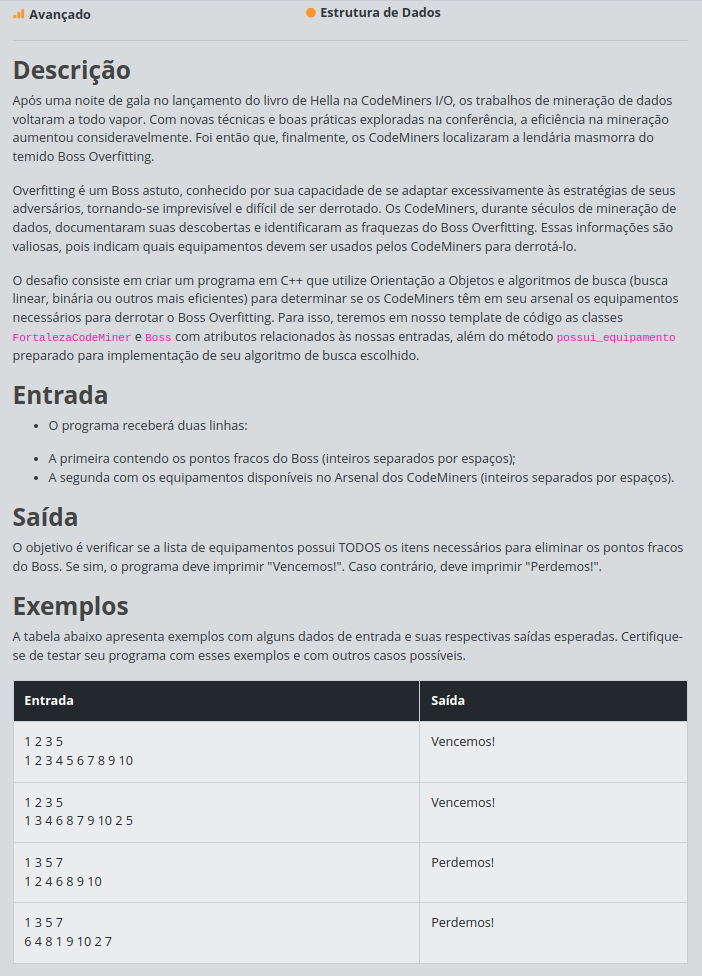 Avançado
Estrutura de Dados
Descrição
Após uma noite de gala no lançamento do livro de Hella na CodeMiners I/O, os trabalhos de mineração de dados
voltaram a todo vapor. Com novas técnicas e boas práticas exploradas na conferência, a eficiência na mineração
aumentou consideravelmente. Foi então que, finalmente, os CodeMiners localizaram a lendária masmorra do
temido Boss Overfitting.
Overfitting é um Boss astuto, conhecido por sua capacidade de se adaptar excessivamente às estratégias de seus
adversários, tornando-se imprevisível e difícil de ser derrotado. Os CodeMiners, durante séculos de mineração de
dados, documentaram suas descobertas e identificaram as fraquezas do Boss Overfitting. Essas informações são
valiosas, pois indicam quais equipamentos devem ser usados pelos CodeMiners para derrotá-lo.
O desafio consiste em criar um programa em C++ que utilize Orientação a Objetos e algoritmos de busca (busca
linear, binária ou outros mais eficientes) para determinar se os CodeMiners têm em seu arsenal os equipamentos
necessários para derrotar o Boss Overfitting. Para isso, teremos em nosso template de código as classes
FortalezaCodeMiner e Boss com atributos relacionados às nossas entradas, além do método possui_equipamento
preparado para implementação de seu algoritmo de busca escolhido.
Entrada
• O programa receberá duas linhas:
• A primeira contendo os pontos fracos do Boss (inteiros separados por espaços);
• A segunda com os equipamentos disponíveis no Arsenal dos CodeMiners (inteiros separados por espaços).
Saída
O objetivo é verificar se a lista de equipamentos possui TODOS os itens necessários para eliminar os pontos fracos
do Boss. Se sim, o programa deve imprimir "Vencemos!". Caso contrário, deve imprimir "Perdemos!".
Exemplos
A tabela abaixo apresenta exemplos com alguns dados de entrada e suas respectivas saídas esperadas. Certifique-
se de testar seu programa com esses exemplos e com outros casos possíveis.
Entrada
Saída
1 2 3 5
Vencemos!
1 2 3 4 5 6 7 8 9 10
1 2 3 5
Vencemos!
1 3 4 6 8 7 9 10 2 5
1 3 5 7
Perdemos!
1 2 4 6 8 9 10
1 3 5 7
Perdemos!
6 4 8 1 9 10 2 7